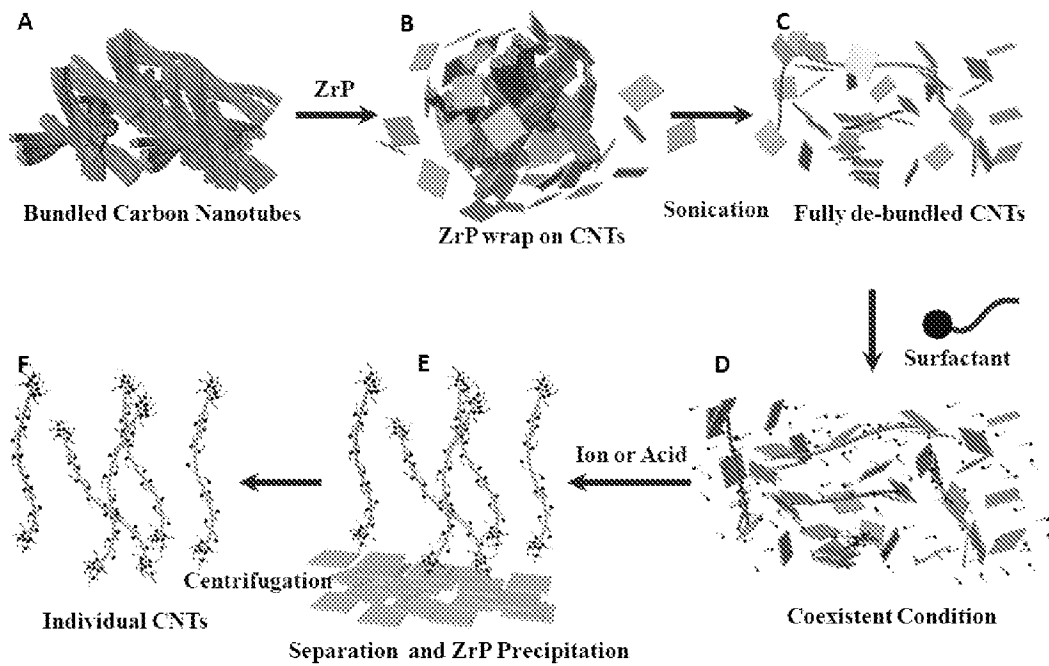 A
B
C
ZrP
Bundled Carbon Nanotubes
ZrP wrap on CNTs
Sonication
Fully de-bundled CNTs
Surfactant
F
E
D
Ion or Acid
Centrifugation
Individual CNTs
Separation and ZrP Precipitation
Coexistent Condition